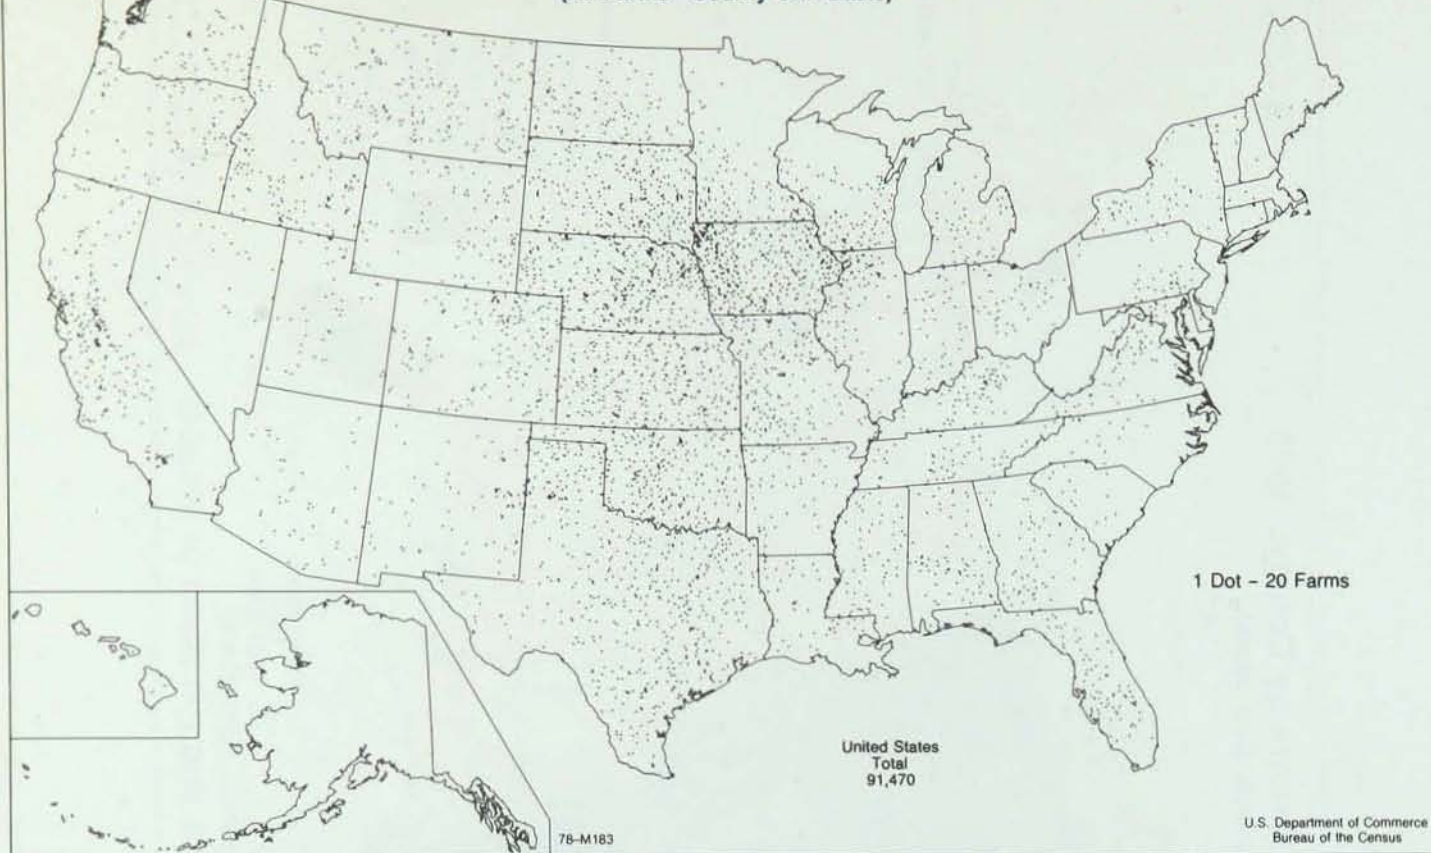 1 Dot – 20 Farms
United States
Total
91,470
78-M183
U.S. Department of Commerce
Bureau of the Census